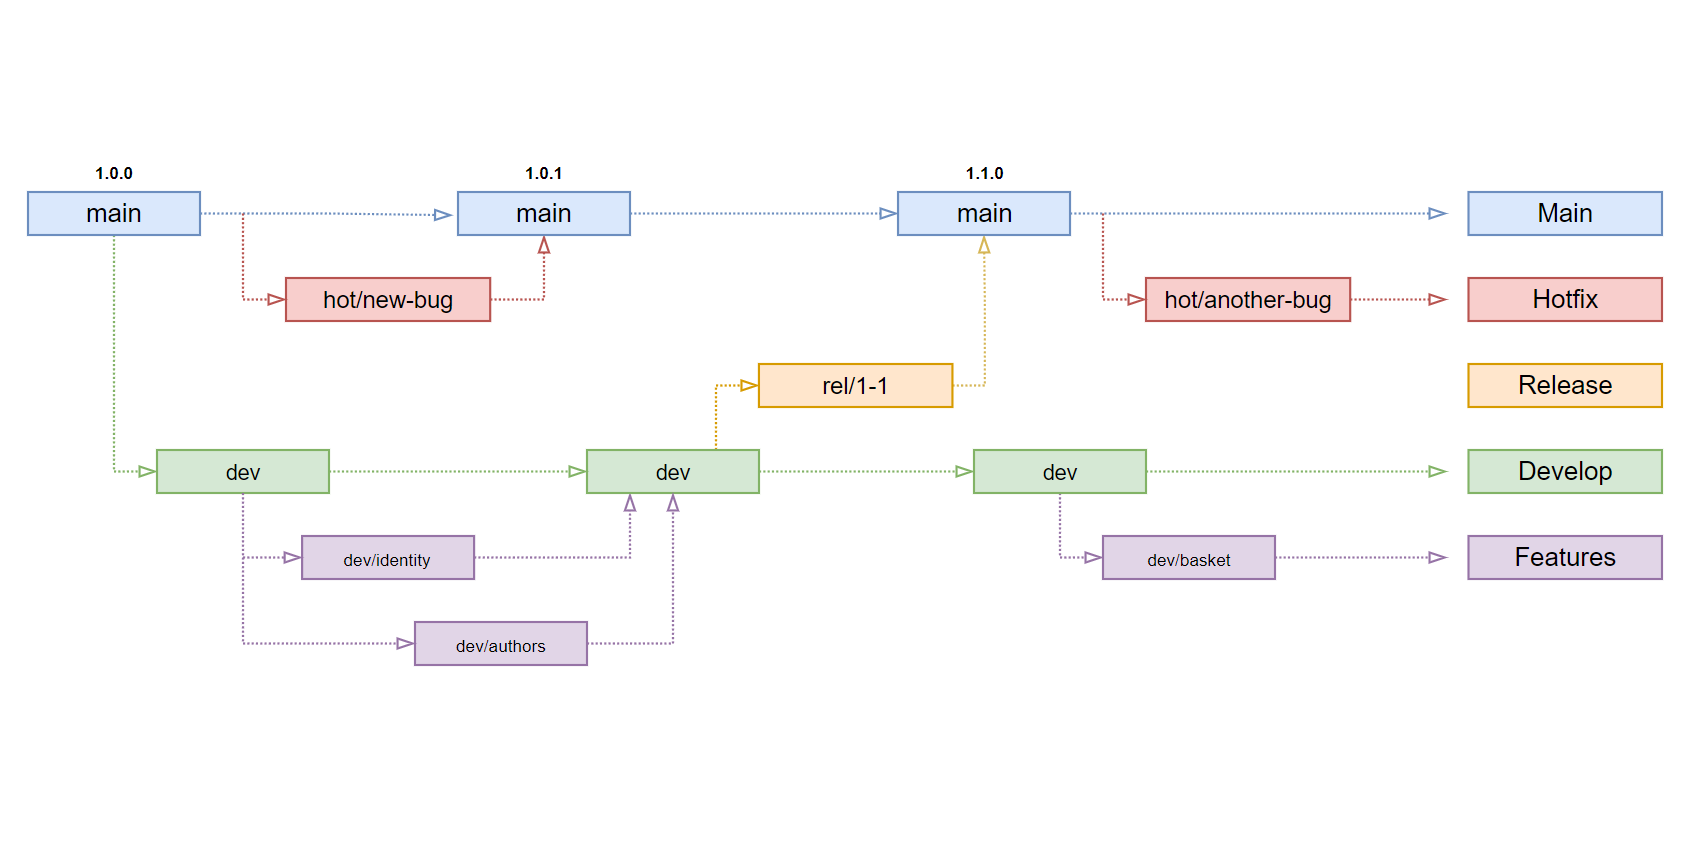 1.0.0
1.0.1
1.1.0
main
main
main
Main
hot/new-bug
hot/another-bug
Hotfix
rel/1-1
Release
dev
dev
dev
Develop
dev/identity
dev/basket
Features
dev/authors